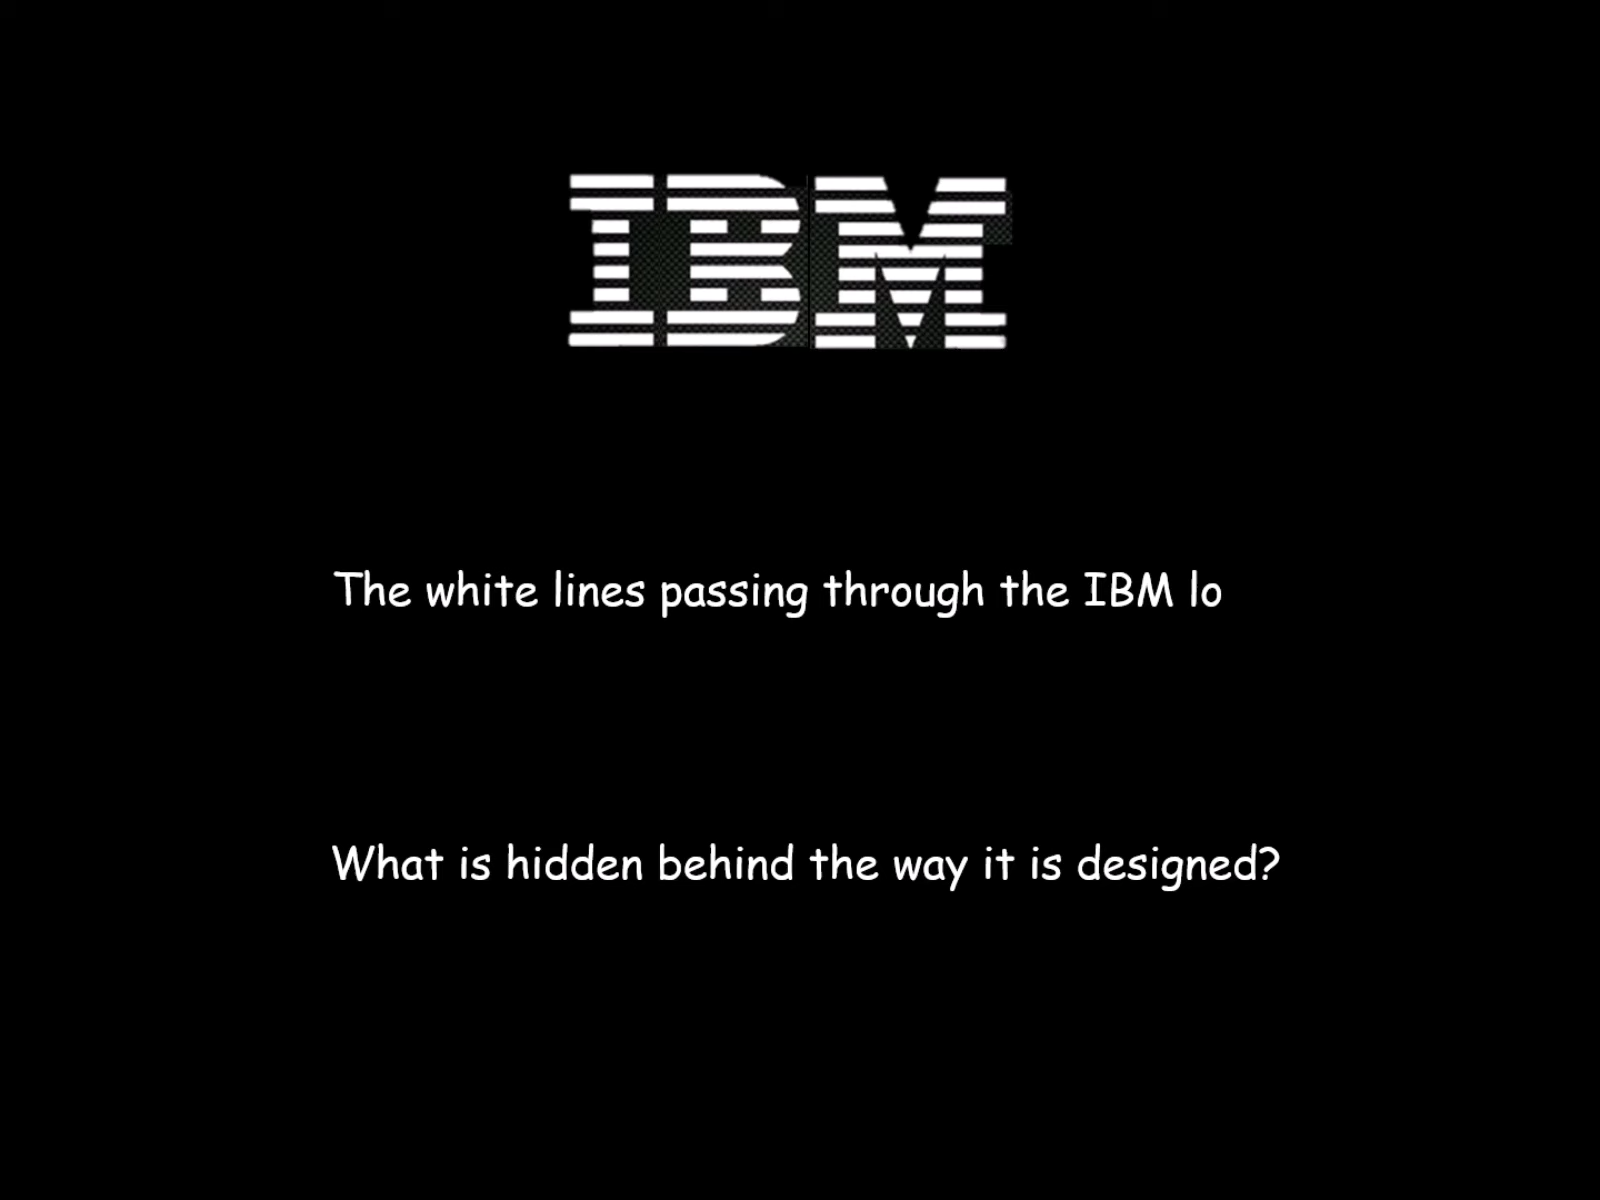 IBM
The white lines passing through the IBM lo
What is hidden behind the way it is designed?